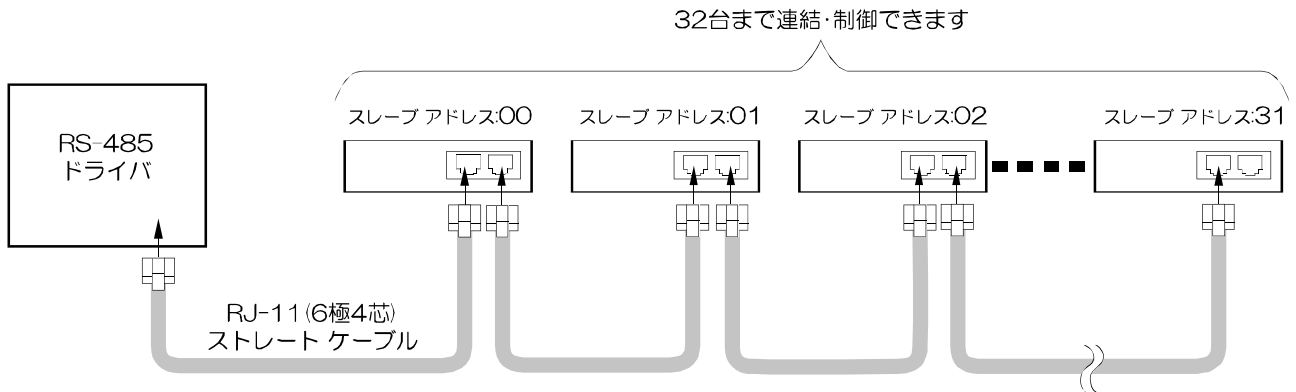 32台まで連結・制御できます
スレーブ アドレス:00
スレーブ アドレス:01
スレーブ アドレス:02
スレーブ アドレス:31
RS-485
ドライバ
RJ-11(6極4芯)
ストレート ケーブル